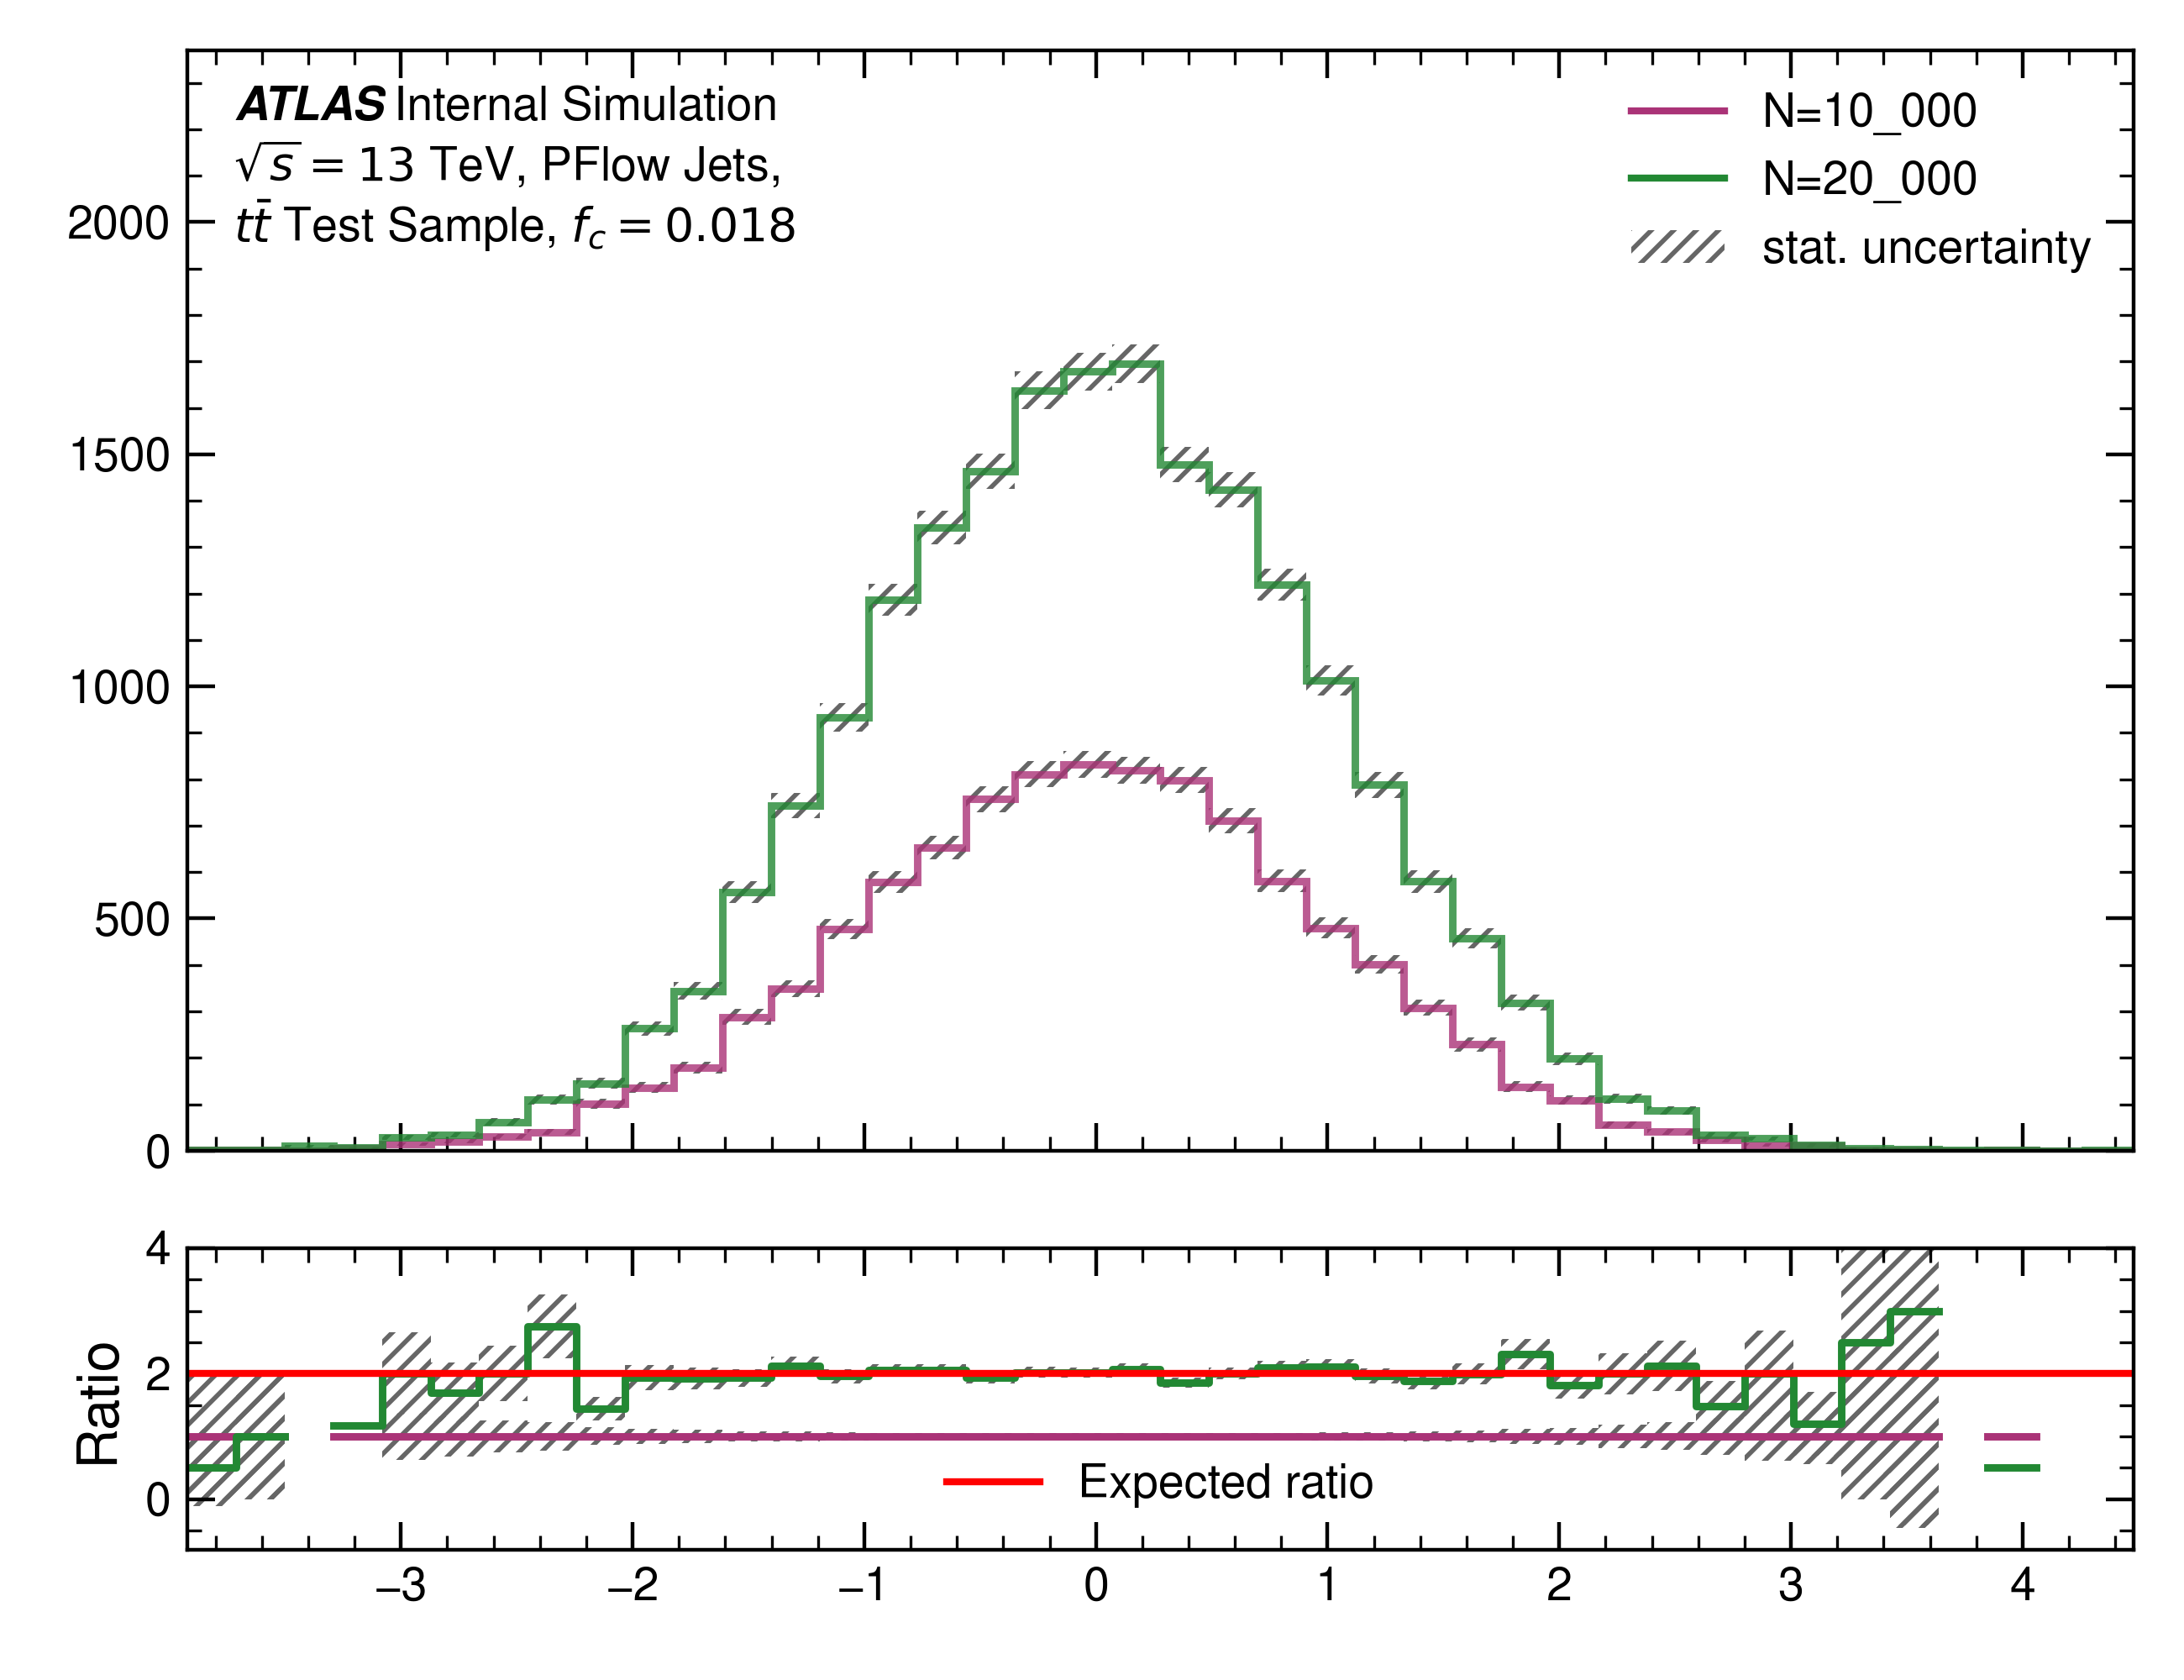 ATLAS Internal Simulation
√s = 13 TeV, PFlow Jets,
tt̄ Test Sample, f_c = 0.018
N=10_000
N=20_000
stat. uncertainty
2000
1500
1000
500
0
Ratio
4
2
0
Expected ratio
−3 −2 −1 0 1 2 3 4